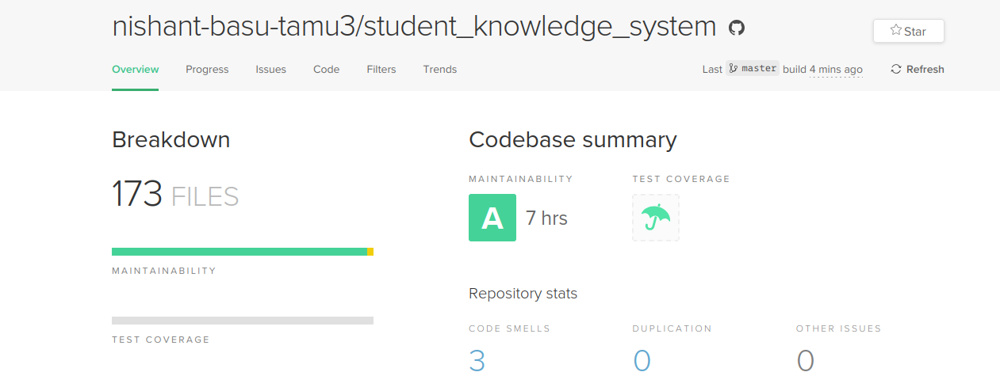 nishant-basu-tamu3/student_knowledge_system
Star
Overview Progress Issues Code Filters Trends
Last master build 4 mins ago Refresh
Breakdown
173 FILES
MAINTAINABILITY
TEST COVERAGE
Codebase summary
MAINTAINABILITY TEST COVERAGE
A 7 hrs
Repository stats
CODE SMELLS DUPLICATION OTHER ISSUES
3 0 0